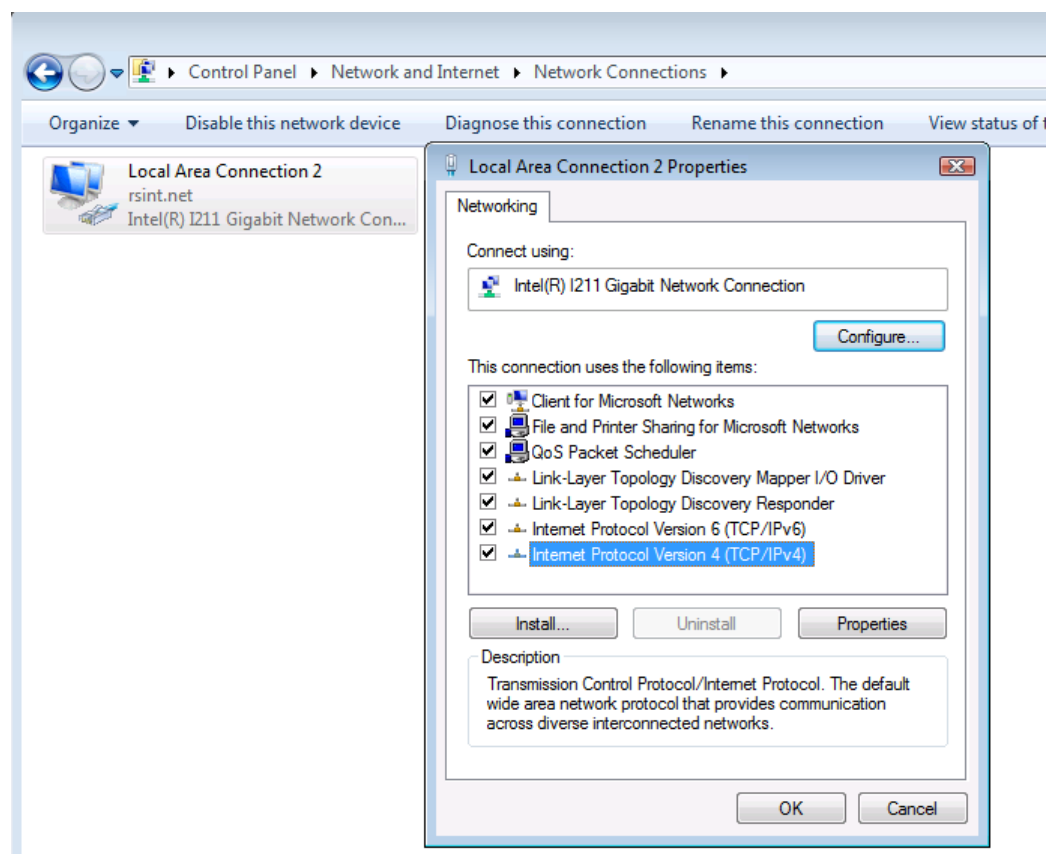 Control Panel Network and Internet Network Connections
Organize Disable this network device Diagnose this connection Rename this connection View status of
Local Area Connection 2
rsint.net
Intel(R) I211 Gigabit Network Con...
Local Area Connection 2 Properties
Networking
Connect using:
Intel(R) I211 Gigabit Network Connection
Configure...
This connection uses the following items:
Client for Microsoft Networks
File and Printer Sharing for Microsoft Networks
QoS Packet Scheduler
Link-Layer Topology Discovery Mapper I/O Driver
Link-Layer Topology Discovery Responder
Internet Protocol Version 6 (TCP/IPv6)
Internet Protocol Version 4 (TCP/IPv4)
Install... Uninstall Properties
Description
Transmission Control Protocol/Internet Protocol. The default
wide area network protocol that provides communication
across diverse interconnected networks.
OK Cancel